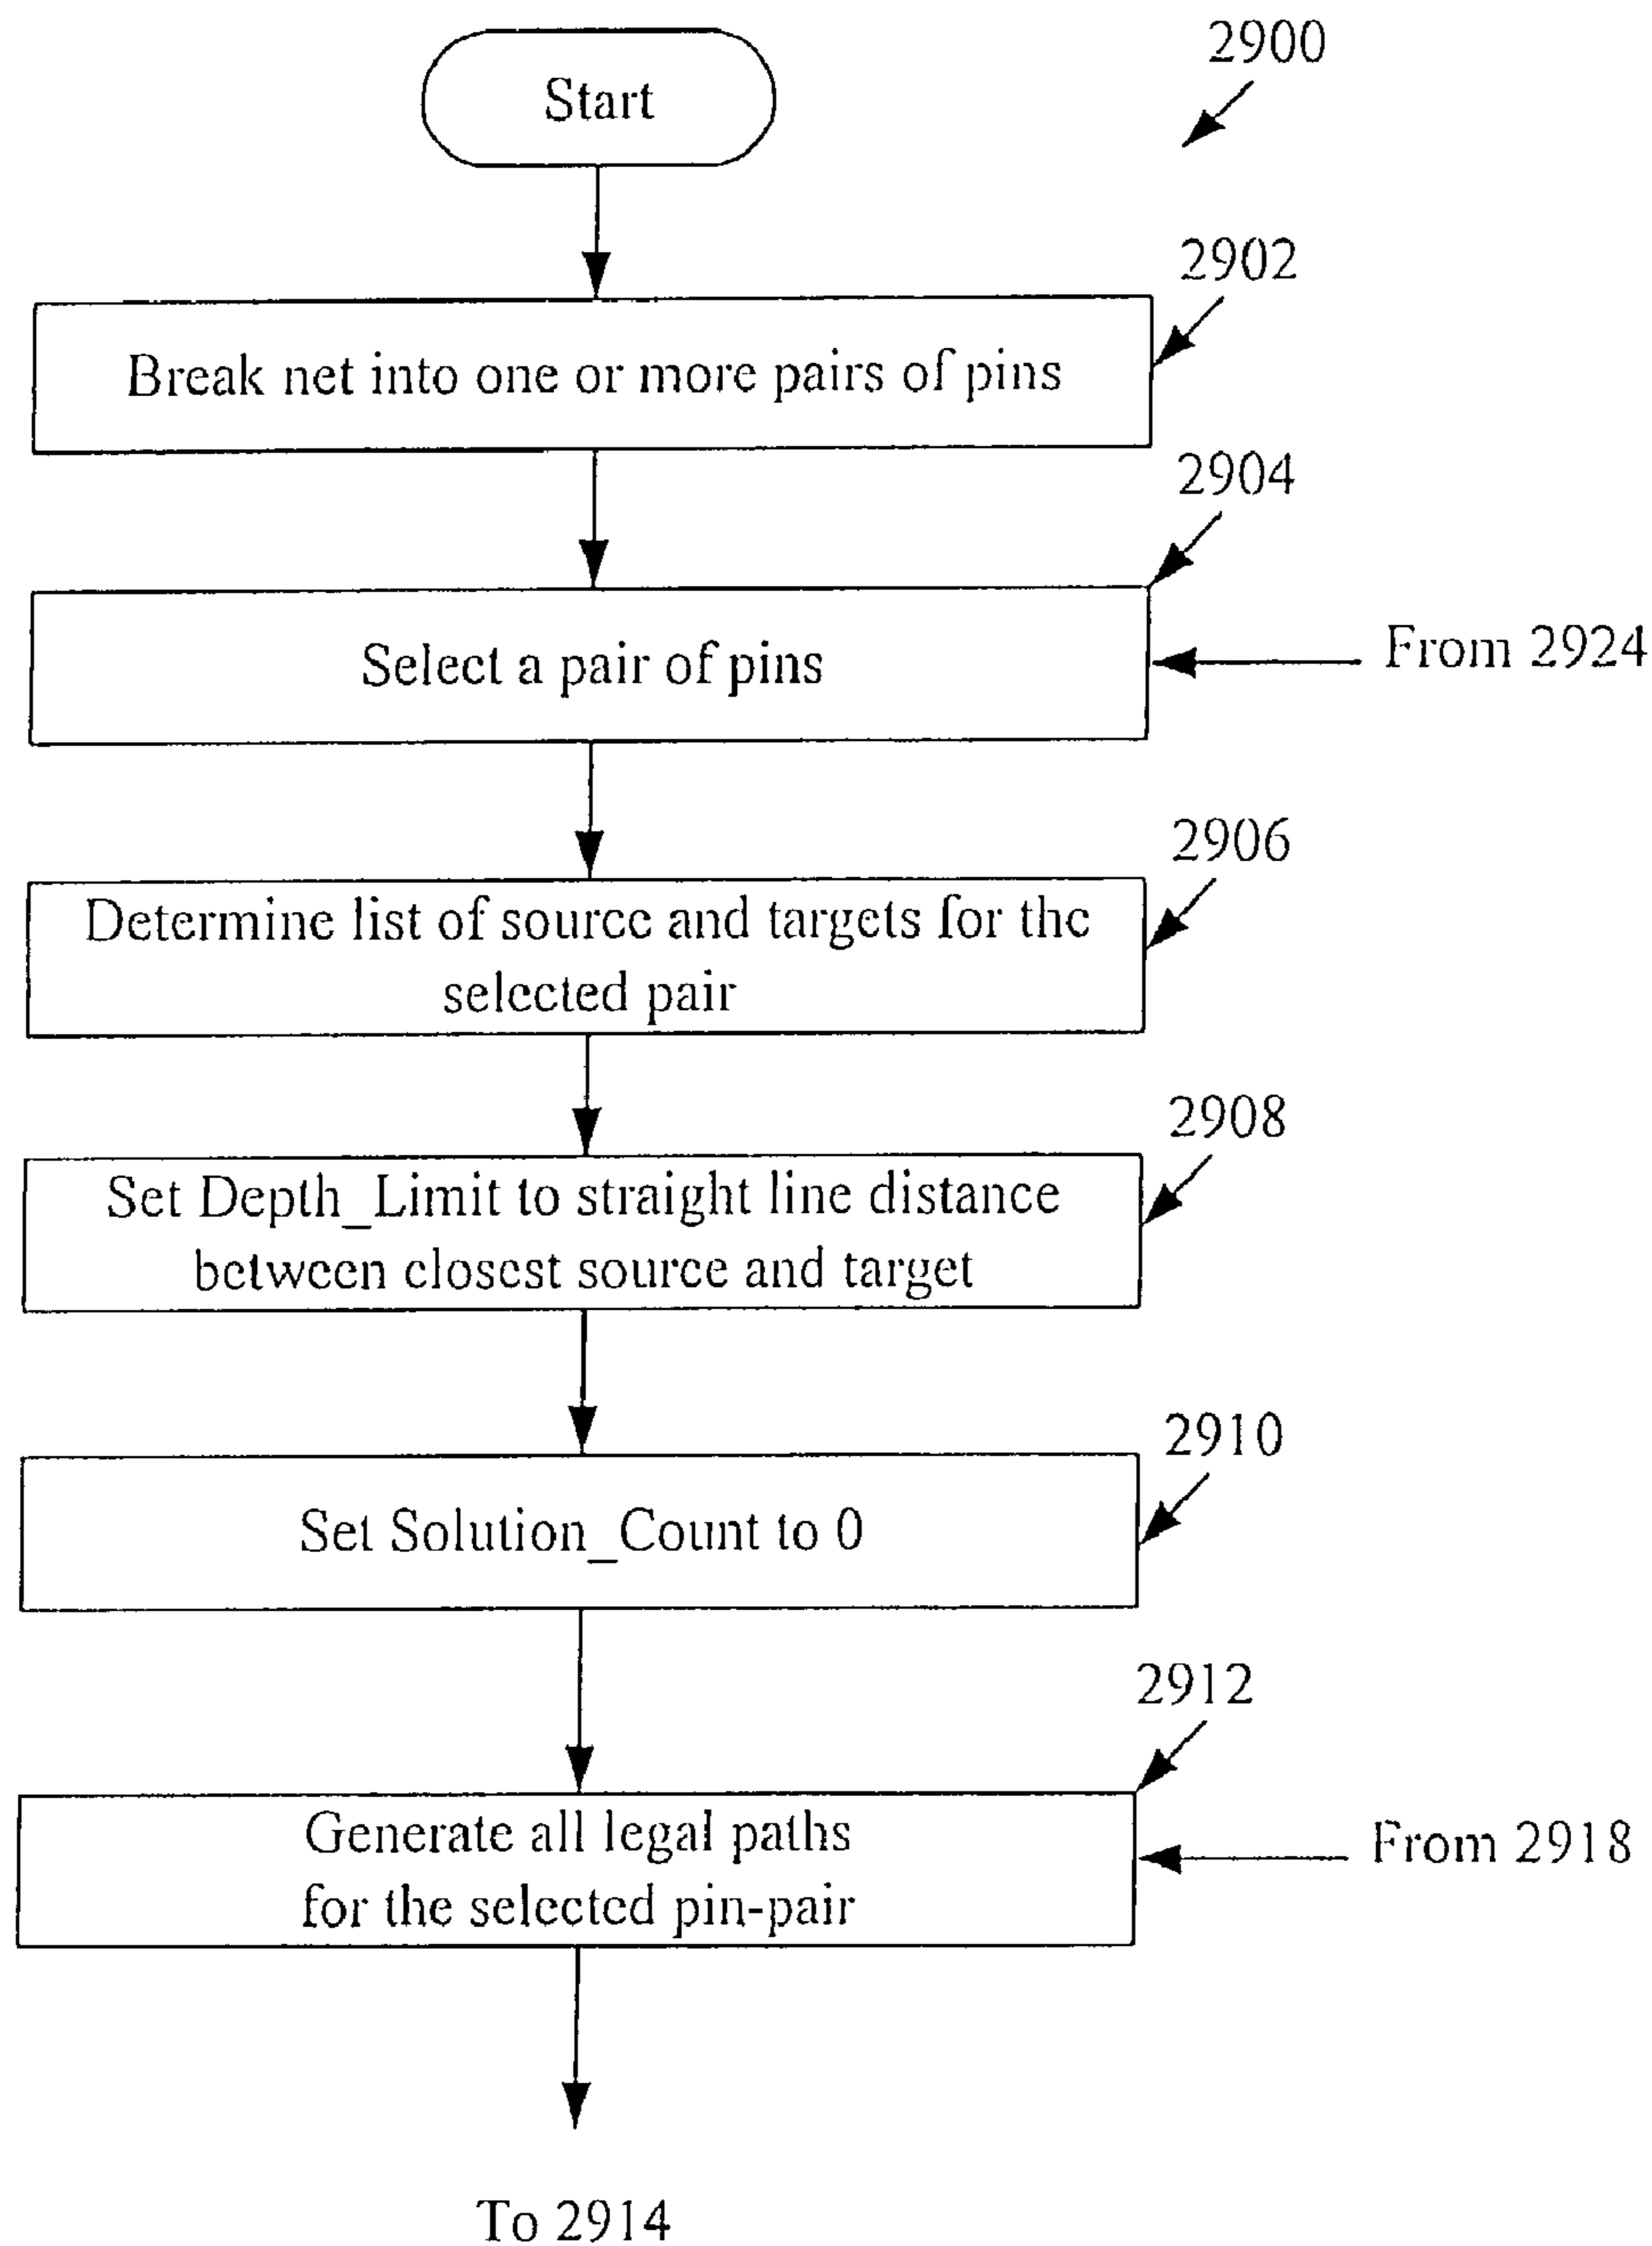 2900
Start
2902
Break net into one or more pairs of pins
2904
Select a pair of pins
From 2924
2906
Determine list of source and targets for the
selected pair
2908
Set Depth_Limit to straight line distance
between closest source and target
2910
Set Solution_Count to 0
2912
Generate all legal paths
for the selected pin-pair
From 2918
To 2914